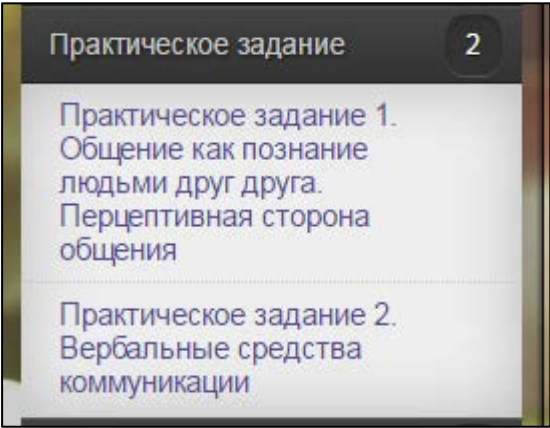 Практическое задание 2
Практическое задание 1.
Общение как познание
людьми друг друга.
Перцептивная сторона
общения
Практическое задание 2.
Вербальные средства
коммуникации